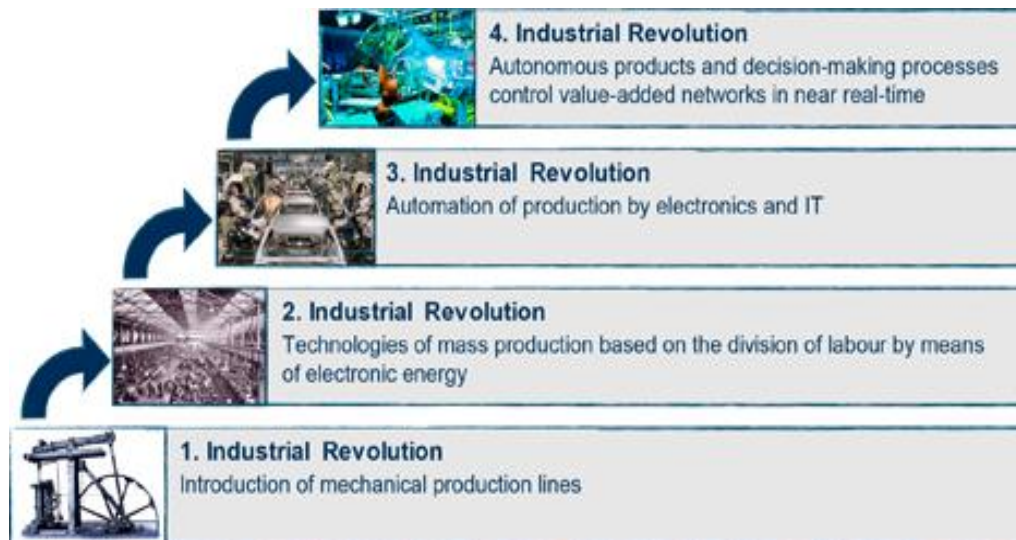 4. Industrial Revolution
Autonomous products and decision-making processes
control value-added networks in near real-time
3. Industrial Revolution
Automation of production by electronics and IT
2. Industrial Revolution
Technologies of mass production based on the division of labour by means
of electronic energy
1. Industrial Revolution
Introduction of mechanical production lines